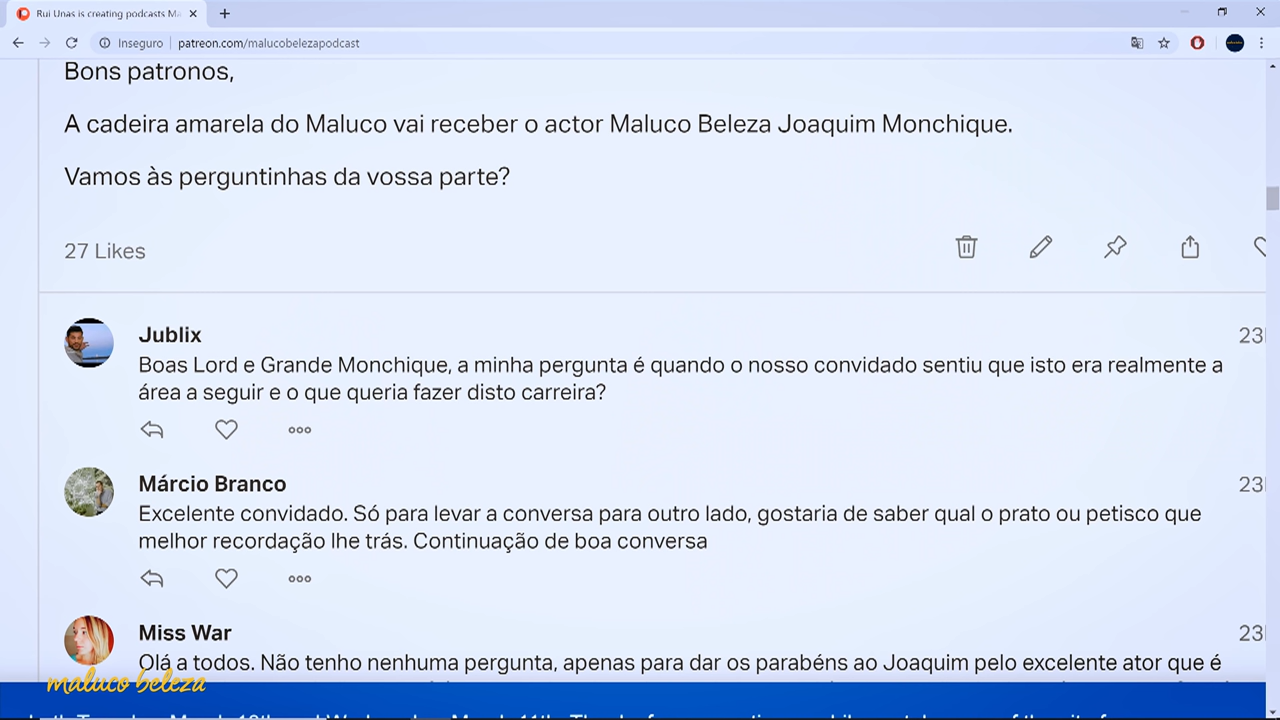 Rui Unas is creating podcasts
Inseguro
patreon.com/malucobelezapodcast
Bons patronos,
A cadeira amarela do Maluco vai receber o actor Maluco Beleza Joaquim Monchique.
Vamos às perguntinhas da vossa parte?
27 Likes
Jublix
23
Boas Lord e Grande Monchique, a minha pergunta é quando o nosso convidado sentiu que isto era realmente a
área a seguir e o que queria fazer disto carreira?
Márcio Branco
23
Excelente convidado. Só para levar a conversa para outro lado, gostaria de saber qual o prato ou petisco que
melhor recordação lhe trás. Continuação de boa conversa
Miss War
23
Olá a todos. Não tenho nenhuma pergunta, apenas para dar os parabéns ao Joaquim pelo excelente ator que é
maluco beleza